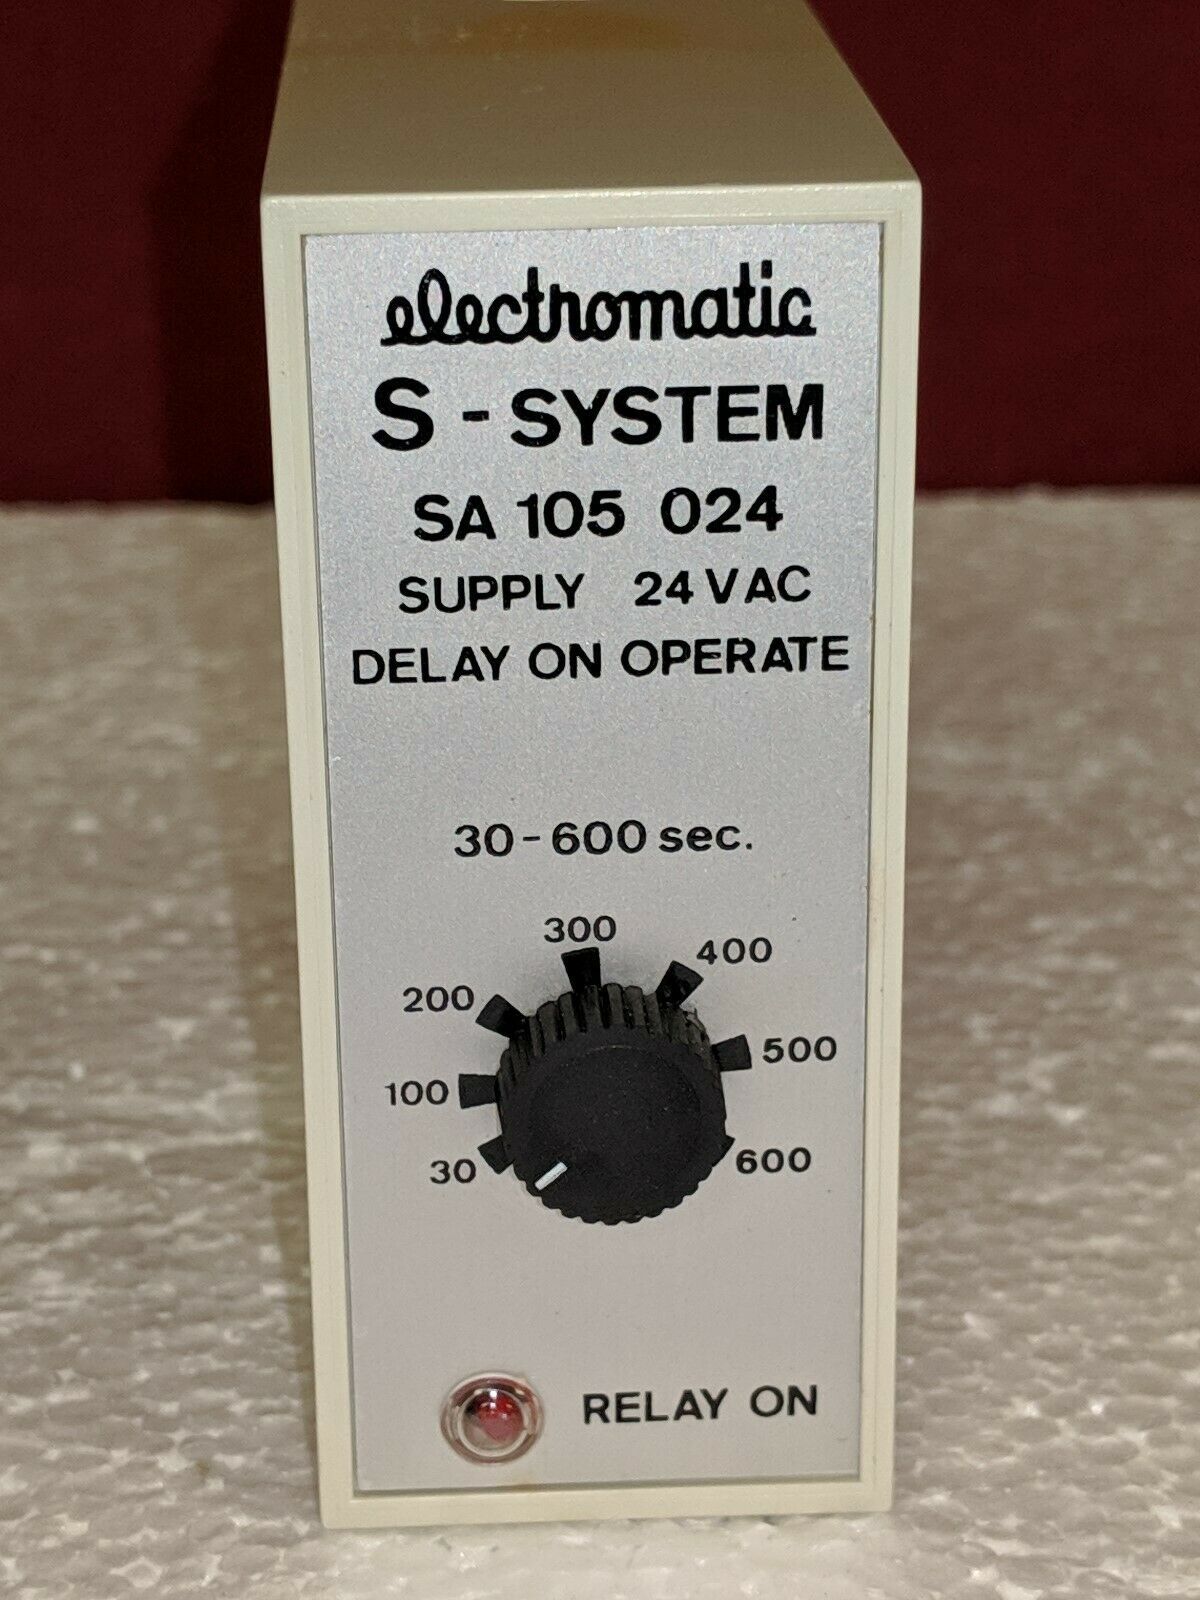 electromatic
S - SYSTEM
SA 105 024
SUPPLY 24 VAC
DELAY ON OPERATE
30 - 600 sec.
300
400
200
500
100
600
30
RELAY ON